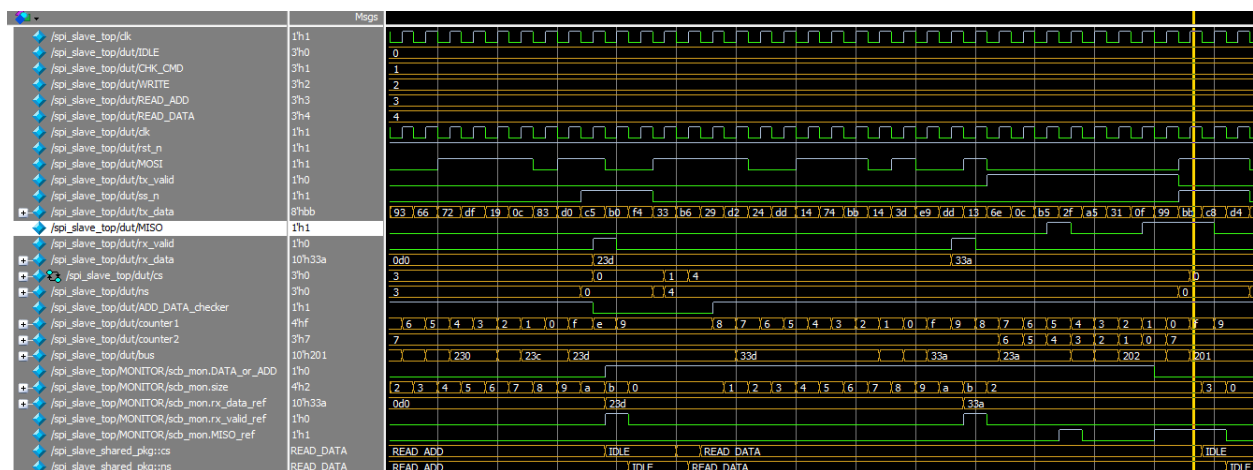 Msgs
/spi_slave_top/clk 1'h1
/spi_slave_top/dut/IDLE 3'h0 0
/spi_slave_top/dut/CHK_CMD 3'h1 1
/spi_slave_top/dut/WRITE 3'h2 2
/spi_slave_top/dut/READ_ADD 3'h3 3
/spi_slave_top/dut/READ_DATA 3'h4 4
/spi_slave_top/dut/clk 1'h1
/spi_slave_top/dut/rst_n 1'h1
/spi_slave_top/dut/MOSI 1'h1
/spi_slave_top/dut/tx_valid 1'h0
/spi_slave_top/dut/ss_n 1'h1
/spi_slave_top/dut/tx_data 8'hbb 93 66 72 df 19 0c 83 d0 c5 b0 f4 33 b6 29 d2 24 dd 14 74 bb 14 3d e9 dd 13 6e 0c b5 2f a5 31 0f 99 bb c8 d4
/spi_slave_top/dut/MISO 1'h1
/spi_slave_top/dut/rx_valid 1'h0
/spi_slave_top/dut/rx_data 10'h33a 0d0 23d 33a
/spi_slave_top/dut/cs 3'h0 3 0 1 4 0
/spi_slave_top/dut/ns 3'h0 3 0 4 0
/spi_slave_top/dut/ADD_DATA_checker 1'h1
/spi_slave_top/dut/counter1 4'hf 6 5 4 3 2 1 0 f e 9 8 7 6 5 4 3 2 1 0 f 9 8 7 6 5 4 3 2 1 0 f 9
/spi_slave_top/dut/counter2 3'h7 7 6 5 4 3 2 1 0 7
/spi_slave_top/dut/bus 10'h201 230 23c 23d 33d 33a 23a 202 201
/spi_slave_top/MONITOR/scb_mon.DATA_or_ADD 1'h0
/spi_slave_top/MONITOR/scb_mon.size 4'h2 2 3 4 5 6 7 8 9 a b 0 1 2 3 4 5 6 7 8 9 a b 2 3 0
/spi_slave_top/MONITOR/scb_mon.rx_data_ref 10'h33a 0d0 23d 33a
/spi_slave_top/MONITOR/scb_mon.rx_valid_ref 1'h0
/spi_slave_top/MONITOR/scb_mon.MISO_ref 1'h1
/spi_slave_shared_pkg::cs READ_DATA READ_ADD IDLE READ_DATA IDLE
/spi_slave_shared_pkg::ns READ_DATA READ_ADD IDLE READ_DATA IDLE